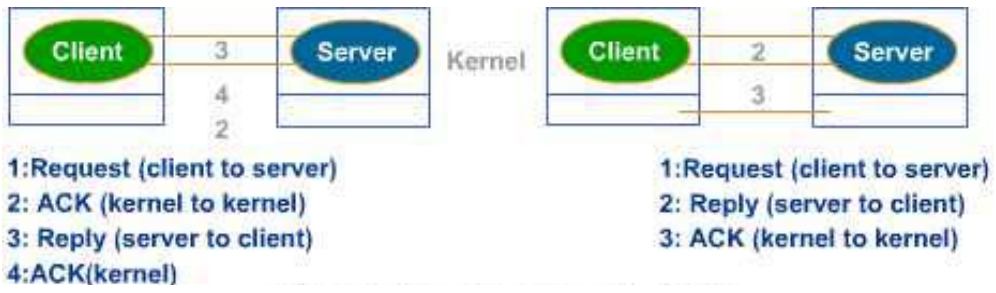 Client 3 Server Kernel Client 2 Server
4 3
2
1:Request (client to server)
2: ACK (kernel to kernel)
3: Reply (server to client)
4:ACK(kernel)
1:Request (client to server)
2: Reply (server to client)
3: ACK (kernel to kernel)